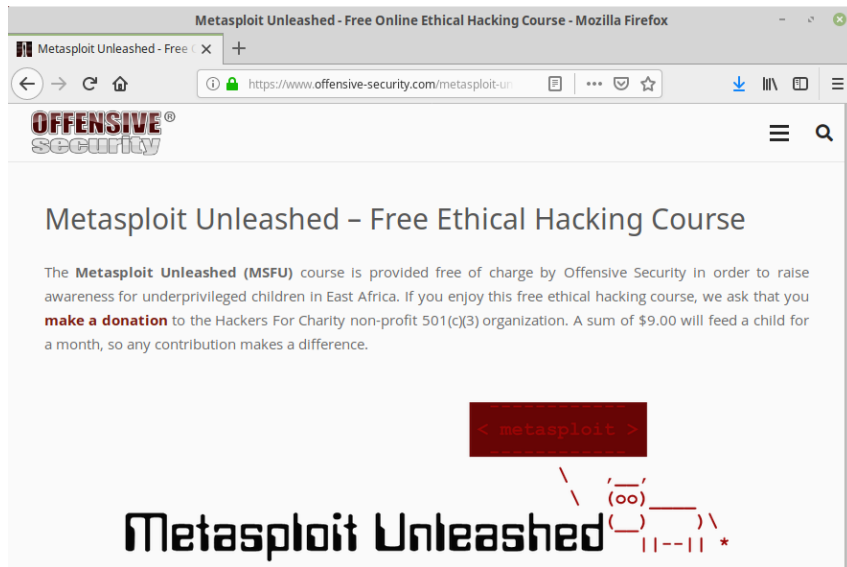 Metasploit Unleashed - Free Online Ethical Hacking Course - Mozilla Firefox
Metasploit Unleashed - Free
https://www.offensive-security.com/metasploit-un
OFFENSIVE®
security
Metasploit Unleashed – Free Ethical Hacking Course
The Metasploit Unleashed (MSFU) course is provided free of charge by Offensive Security in order to raise
awareness for underprivileged children in East Africa. If you enjoy this free ethical hacking course, we ask that you
make a donation to the Hackers For Charity non-profit 501(c)(3) organization. A sum of $9.00 will feed a child for
a month, so any contribution makes a difference.
< metasploit >
Metasploit Unleashed